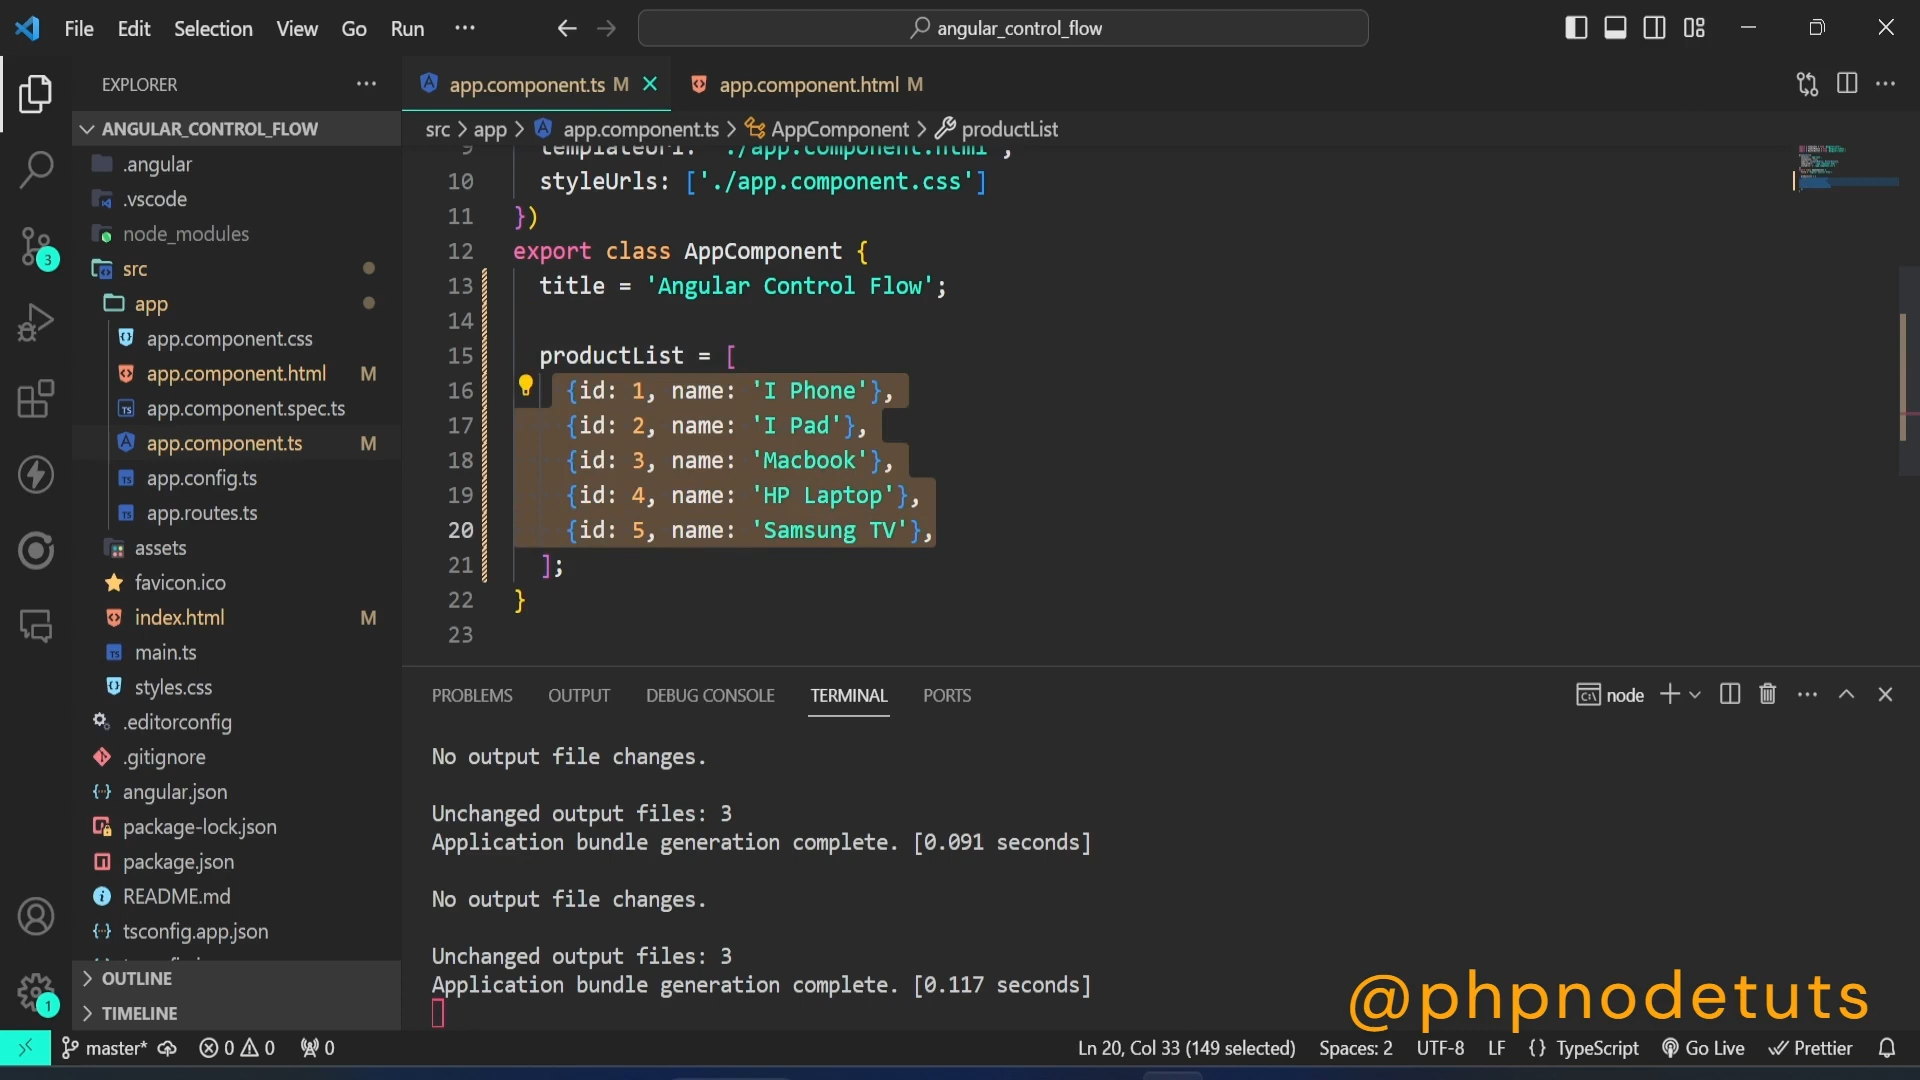 File Edit Selection View Go Run ··· angular_control_flow
EXPLORER ···
ANGULAR_CONTROL_FLOW
.angular
.vscode
node_modules
src
app
app.component.css
app.component.html M
app.component.spec.ts
app.component.ts M
app.config.ts
app.routes.ts
assets
favicon.ico
index.html M
main.ts
styles.css
.editorconfig
.gitignore
angular.json
package-lock.json
package.json
README.md
tsconfig.app.json
OUTLINE
TIMELINE
3
1
app.component.ts M app.component.html M
src > app > app.component.ts > AppComponent > productList
9 templateUrl: './app.component.html',
10 styleUrls: ['./app.component.css']
11 })
12 export class AppComponent {
13 title = 'Angular Control Flow';
14
15 productList = [
16 {id: 1, name: 'I Phone'},
17 {id: 2, name: 'I Pad'},
18 {id: 3, name: 'Macbook'},
19 {id: 4, name: 'HP Laptop'},
20 {id: 5, name: 'Samsung TV'},
21 ];
22 }
23
PROBLEMS OUTPUT DEBUG CONSOLE TERMINAL PORTS node
No output file changes.
Unchanged output files: 3
Application bundle generation complete. [0.091 seconds]
No output file changes.
Unchanged output files: 3
Application bundle generation complete. [0.117 seconds]
@phpnodetuts
master* 0 0 0 Ln 20, Col 33 (149 selected) Spaces: 2 UTF-8 LF {} TypeScript Go Live Prettier